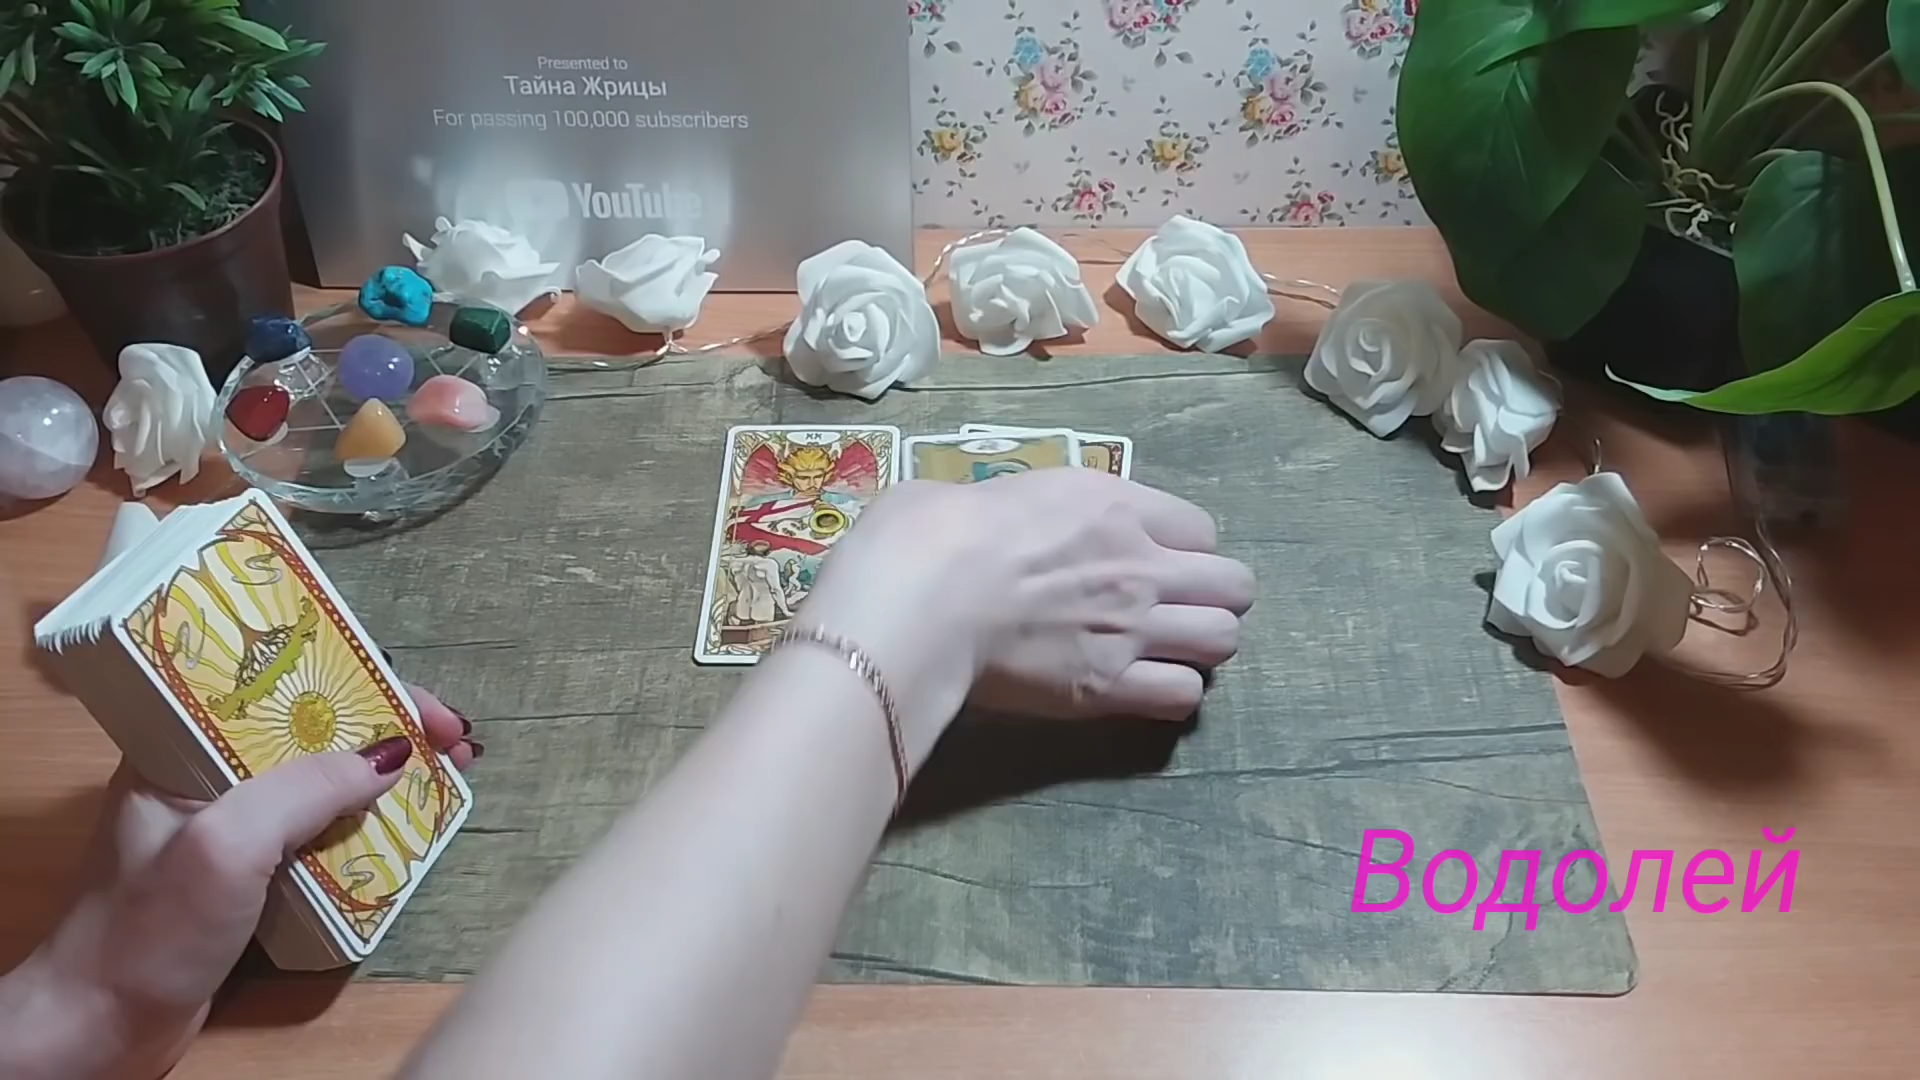 Presented to
Тайна Жрицы
For passing 100,000 subscribers
YouTube
XX
Водолей